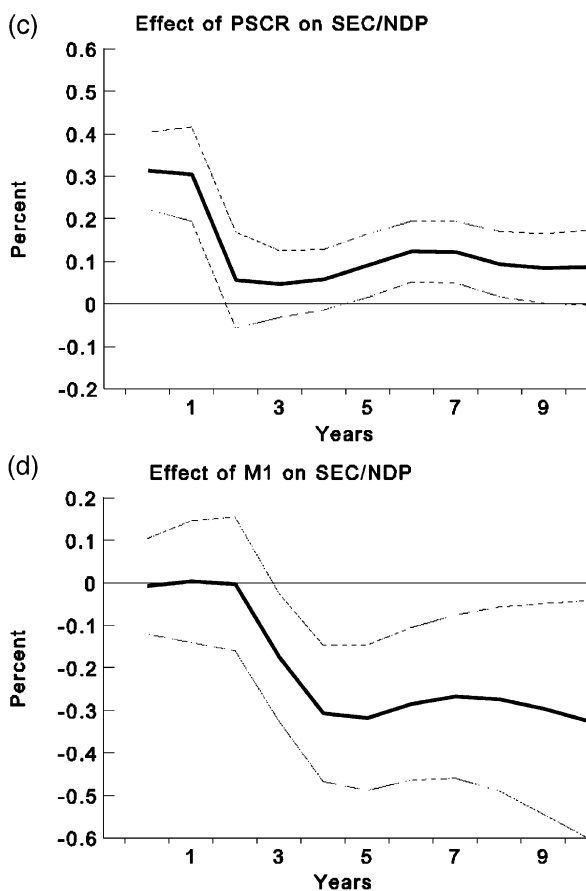 (c)
Effect of PSCR on SEC/NDP
0.6
0.5
0.4
0.3
0.2
0.1
0
-0.1
-0.2
Percent
1 3 5 7 9
Years
(d)
Effect of M1 on SEC/NDP
0.2
0.1
0
-0.1
-0.2
-0.3
-0.4
-0.5
-0.6
Percent
1 3 5 7 9
Years